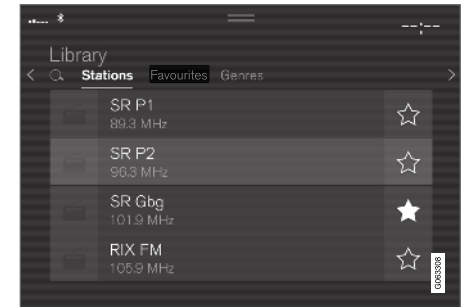 --:--
Library
Stations Favourites Genres
SR P1
89.3 MHz
SR P2
96.3 MHz
SR Gbg
101.9 MHz
RIX FM
105.9 MHz
G063308